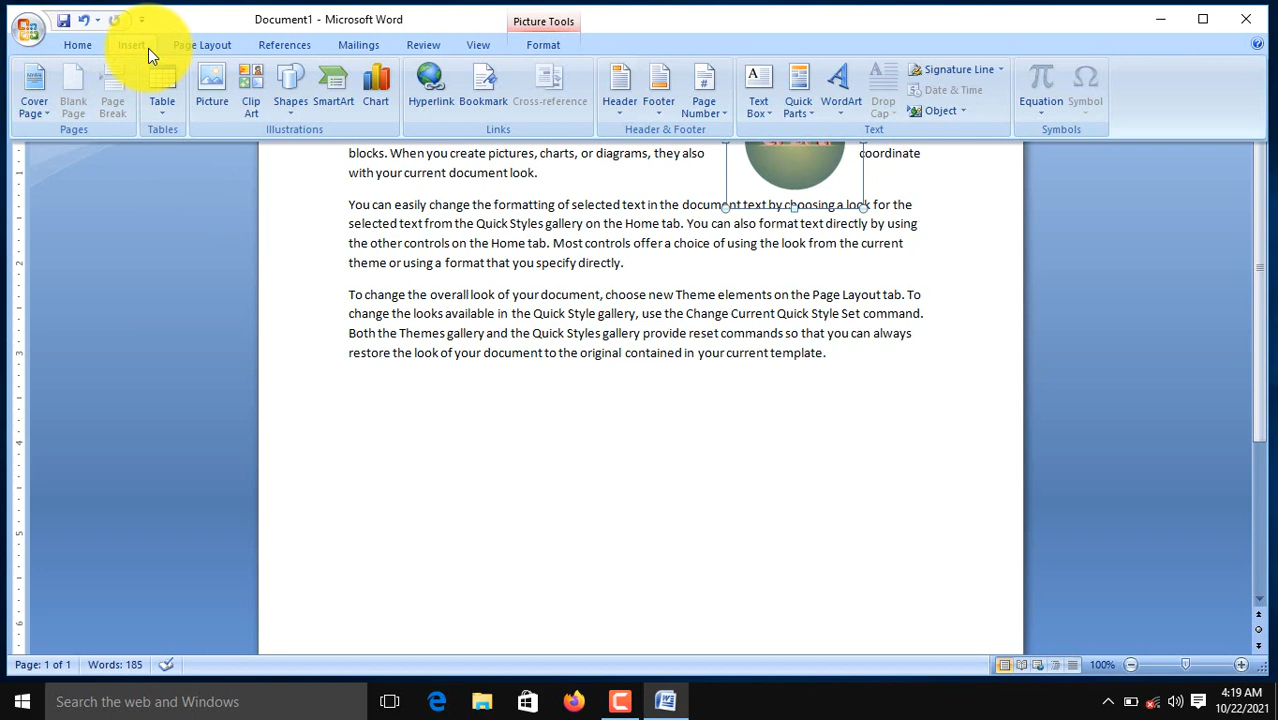 Document1 - Microsoft Word
Picture Tools
Home
Insert
Page Layout
References
Mailings
Review
View
Format
Cover Page
Blank Page
Page Break
Table
Picture
Clip Art
Shapes
SmartArt
Chart
Hyperlink
Bookmark
Cross-reference
Header
Footer
Page Number
Text Box
Quick Parts
WordArt
Drop Cap
Signature Line
Date & Time
Object
Equation
Symbol
Pages
Tables
Illustrations
Links
Header & Footer
Text
Symbols
blocks. When you create pictures, charts, or diagrams, they also coordinate
with your current document look.
You can easily change the formatting of selected text in the document text by choosing a look for the
selected text from the Quick Styles gallery on the Home tab. You can also format text directly by using
the other controls on the Home tab. Most controls offer a choice of using the look from the current
theme or using a format that you specify directly.
To change the overall look of your document, choose new Theme elements on the Page Layout tab. To
change the looks available in the Quick Style gallery, use the Change Current Quick Style Set command.
Both the Themes gallery and the Quick Styles gallery provide reset commands so that you can always
restore the look of your document to the original contained in your current template.
1
2
3
4
5
6
Page: 1 of 1
Words: 185
100%
Search the web and Windows
4:19 AM
10/22/2021